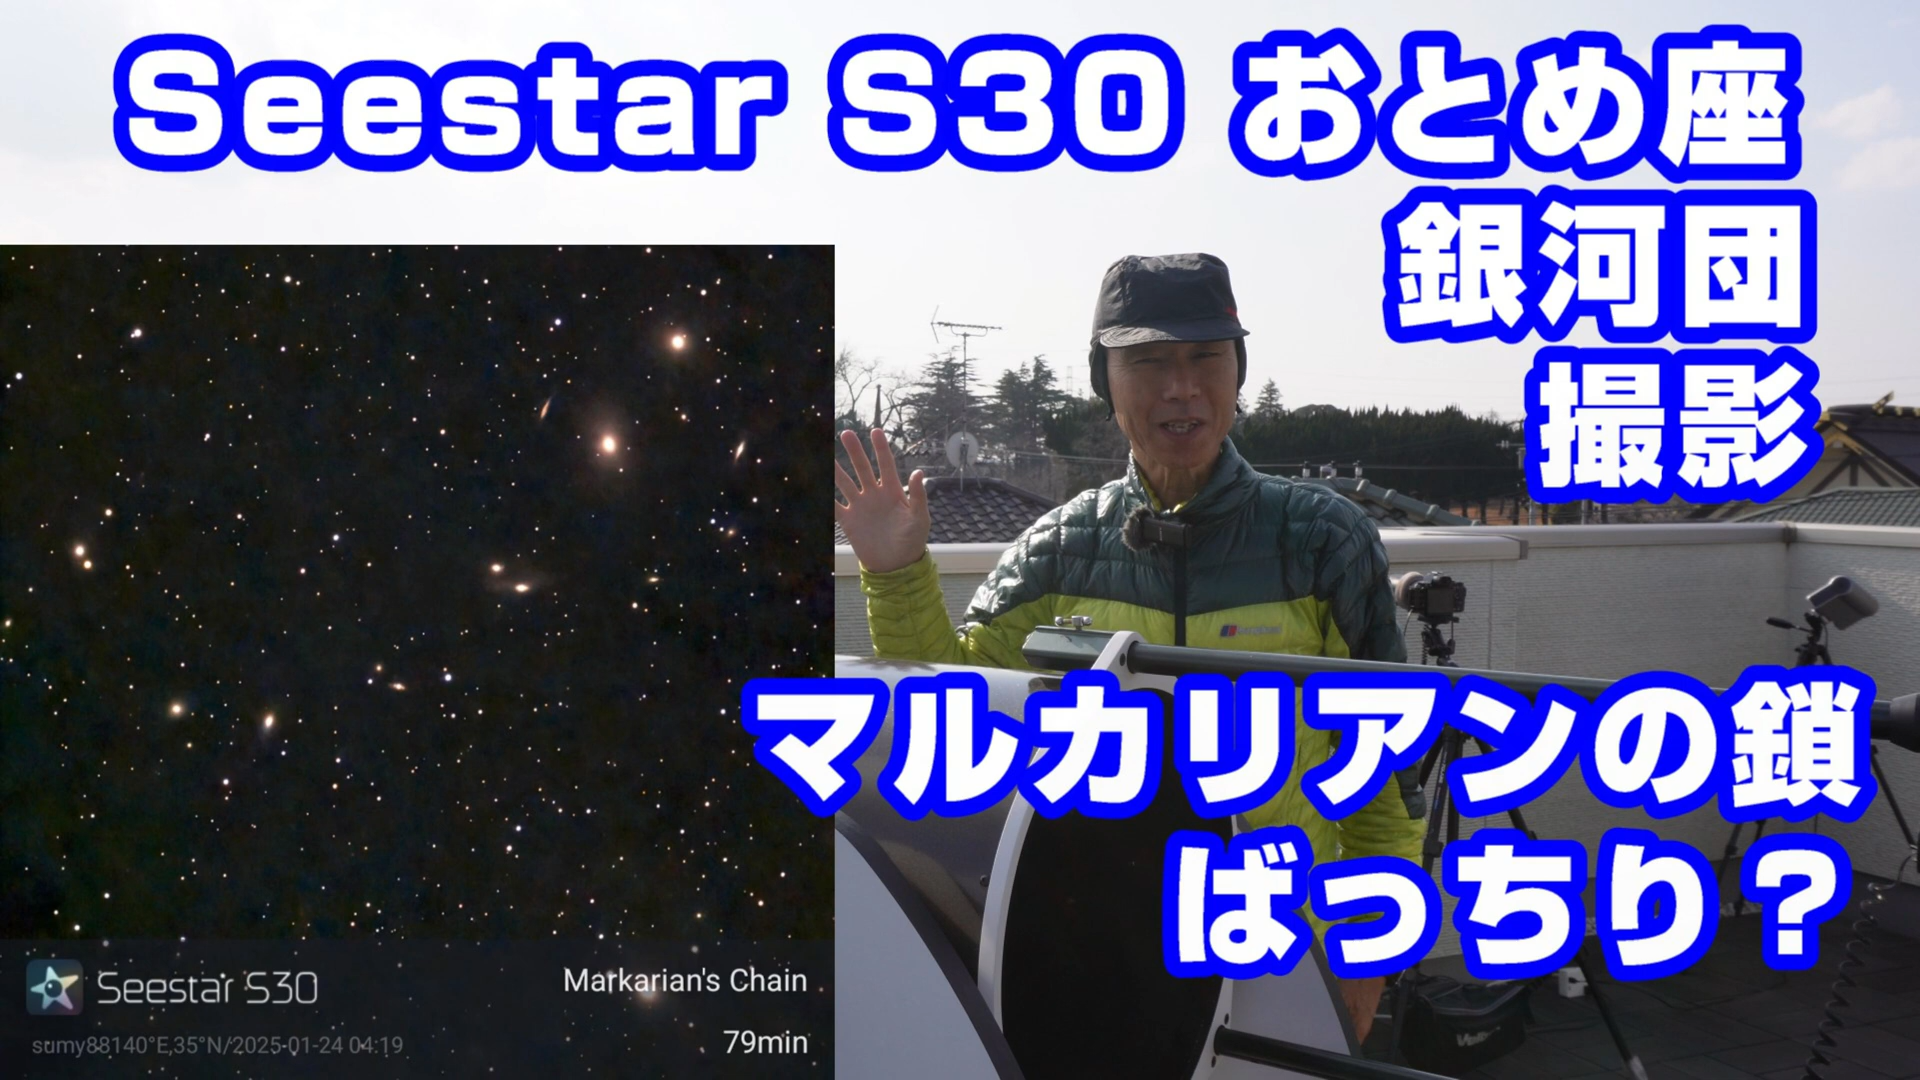 Seestar S30 おとめ座
銀河団
撮影
マルカリアンの鎖
ばっちり？
Seestar S30
Markarian's Chain
sumy88140°E,35°N/2025-01-24 04:19
79min